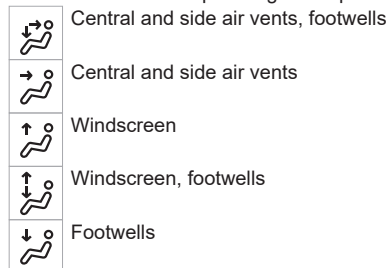 Central and side air vents, footwells
Central and side air vents
Windscreen
Windscreen, footwells
Footwells